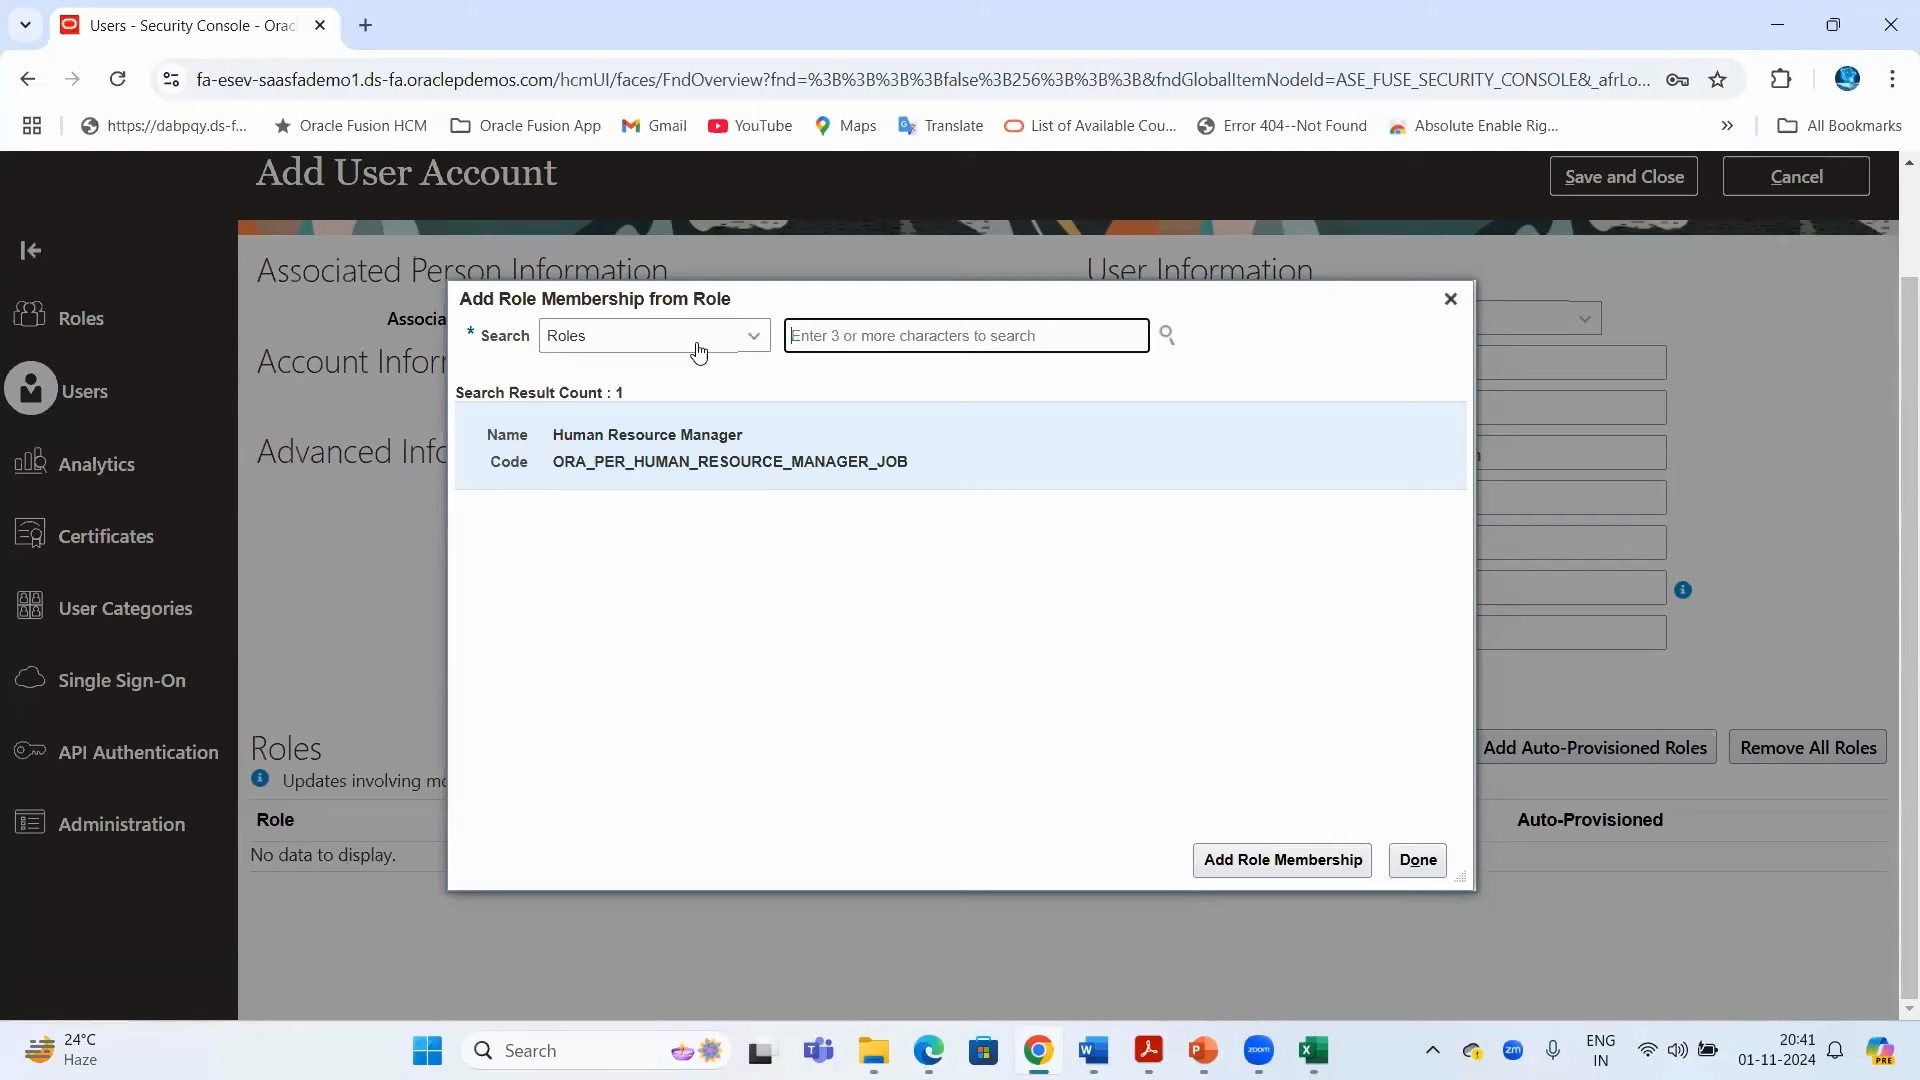 Users - Security Console - Orac
fa-esev-saasfademo1.ds-fa.oraclepdemos.com/hcmUI/faces/FndOverview?fnd=%3B%3B%3B%3Bfalse%3B256%3B%3B%3B&fndGlobalItemNodeId=ASE_FUSE_SECURITY_CONSOLE&_afrLo...
https://dabpqy.ds-f... Oracle Fusion HCM Oracle Fusion App Gmail YouTube Maps Translate List of Available Cou... Error 404--Not Found Absolute Enable Rig... » All Bookmarks
Add User Account
Save and Close Cancel
Associated Person Information User Information
Add Role Membership from Role
Associa
* Search Roles Enter 3 or more characters to search
Roles
Account Inforr
Search Result Count : 1
Users
Name Human Resource Manager
Advanced Info
Code ORA_PER_HUMAN_RESOURCE_MANAGER_JOB
Analytics
Certificates
User Categories
Single Sign-On
API Authentication
Roles Add Auto-Provisioned Roles Remove All Roles
Updates involving mo
Administration
Role Auto-Provisioned
No data to display.
Add Role Membership Done
24°C
Haze
Search
zoom
zm
ENG
IN
20:41
01-11-2024
PRE